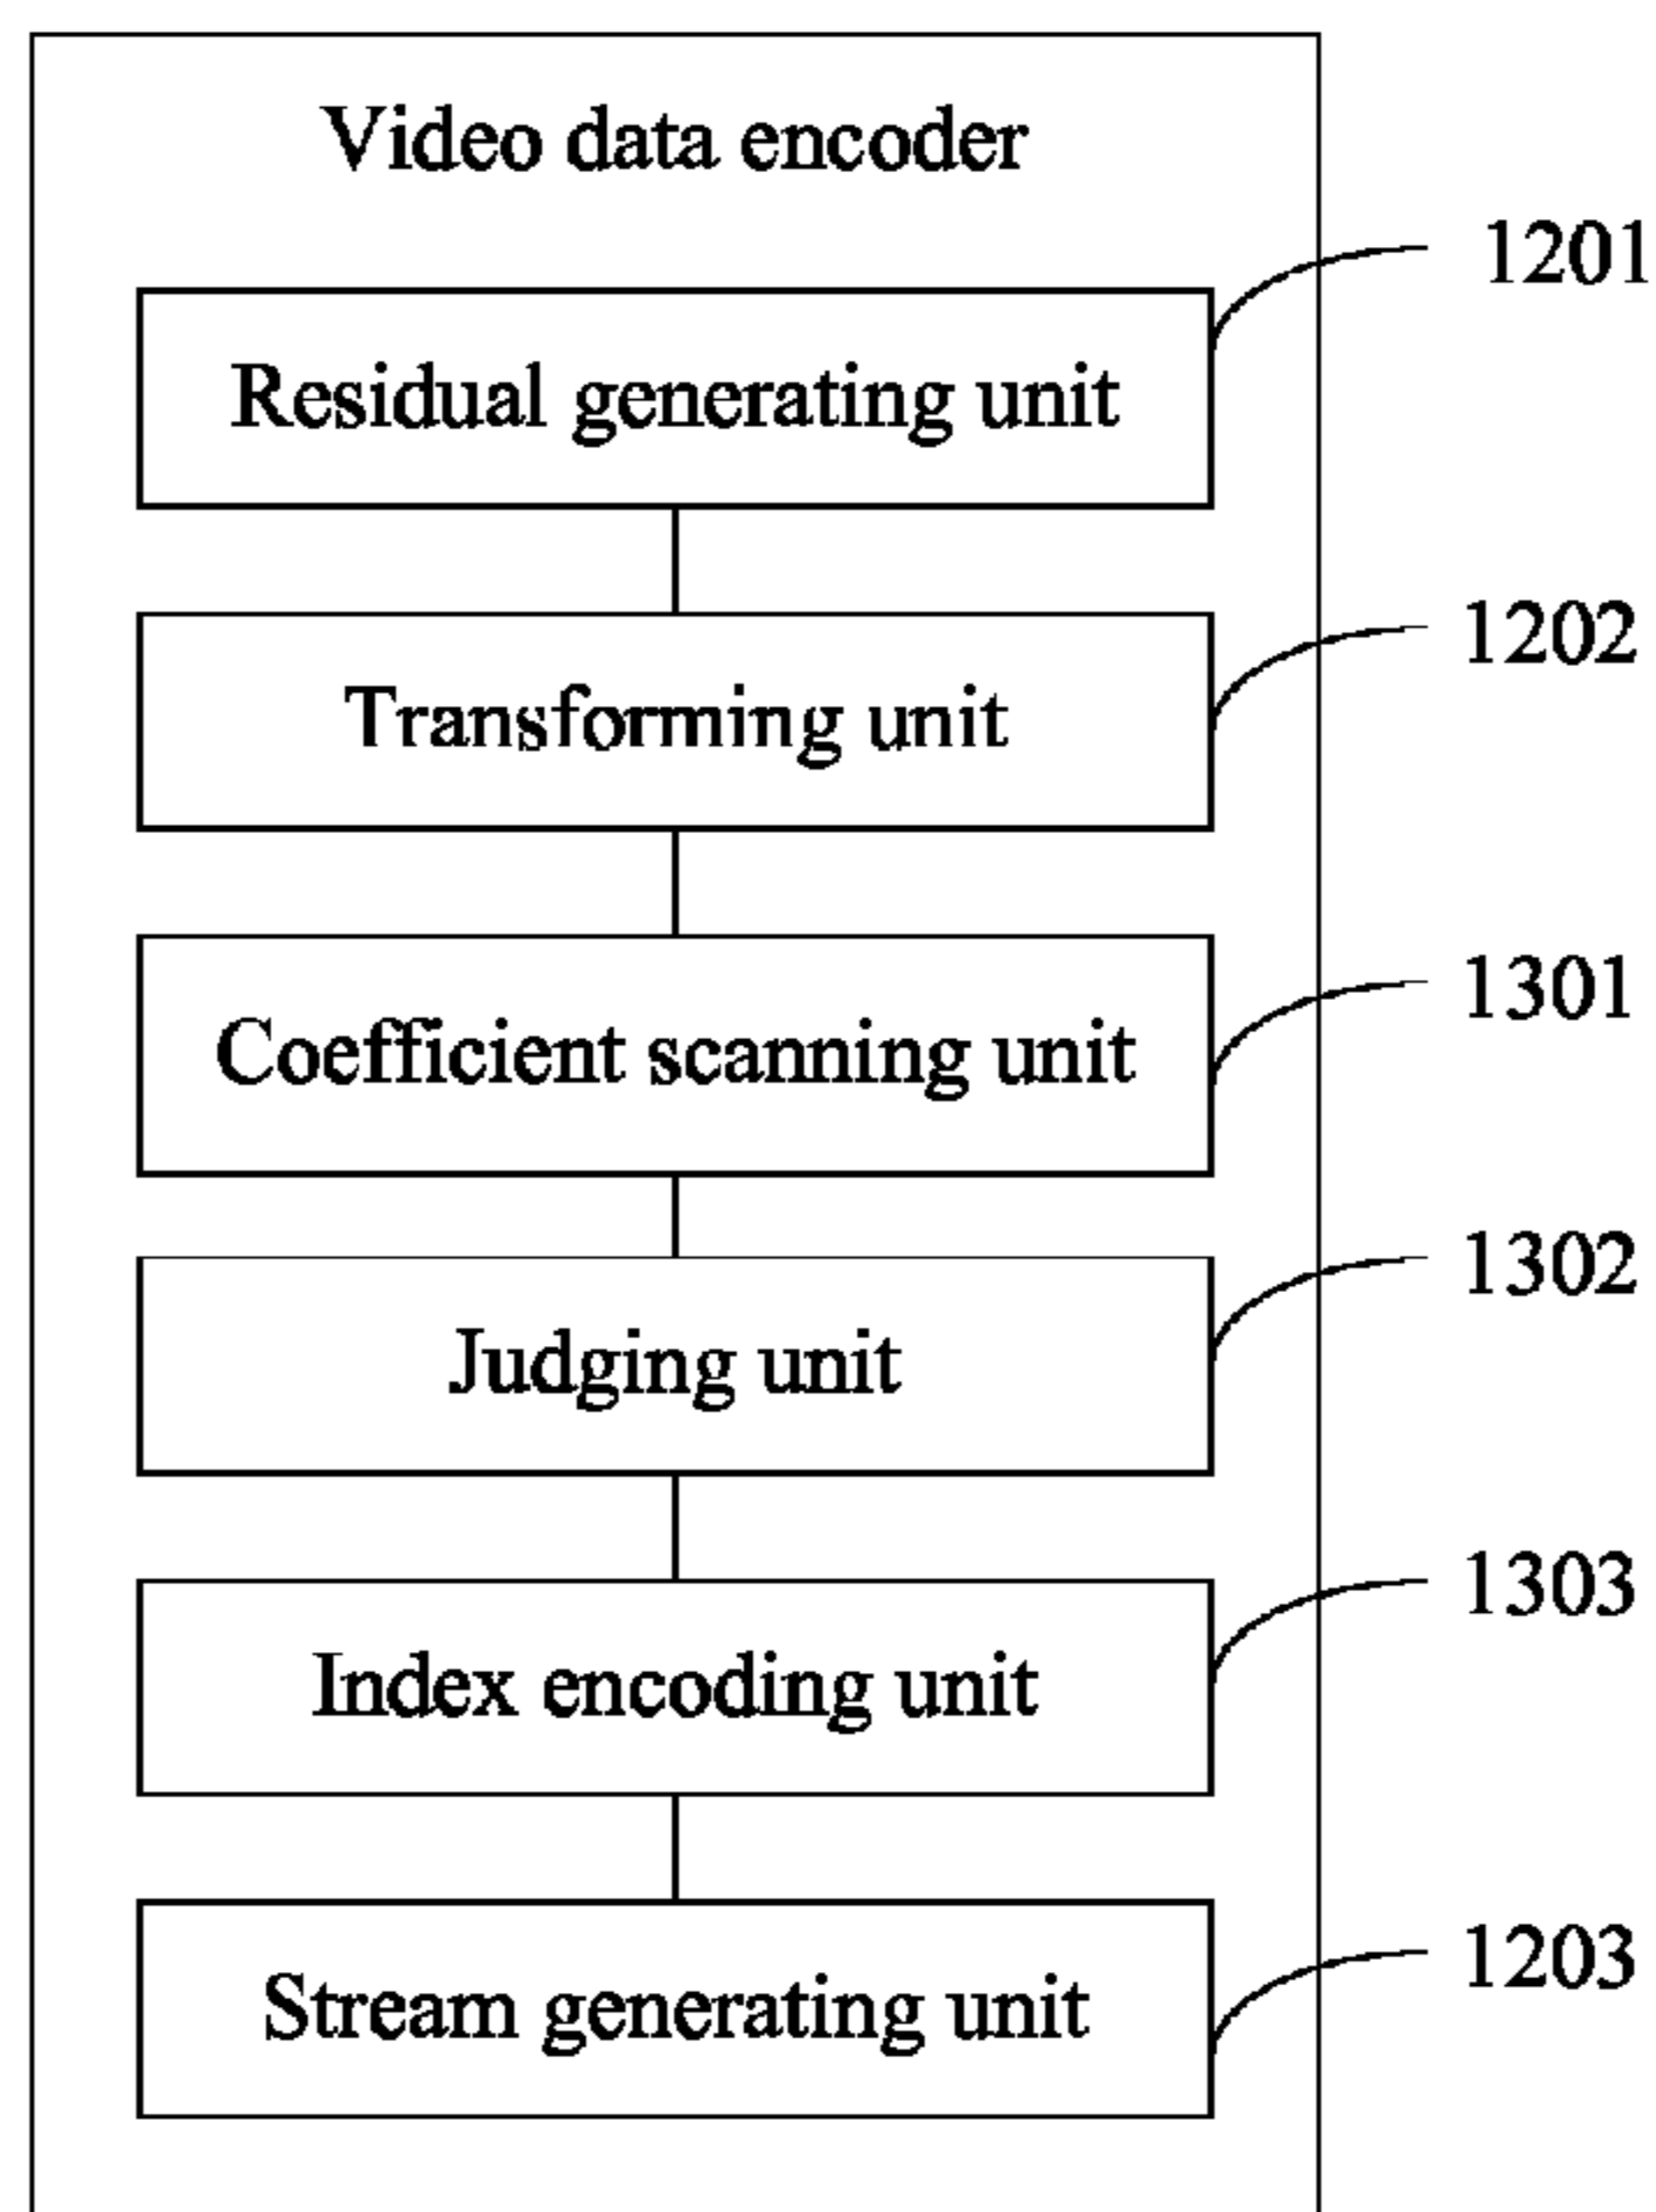 Video data encoder
1201
Residual generating unit
1202
Transforming unit
1301
Coefficient scanning unit
1302
Judging unit
1303
Index encoding unit
1203
Stream generating unit